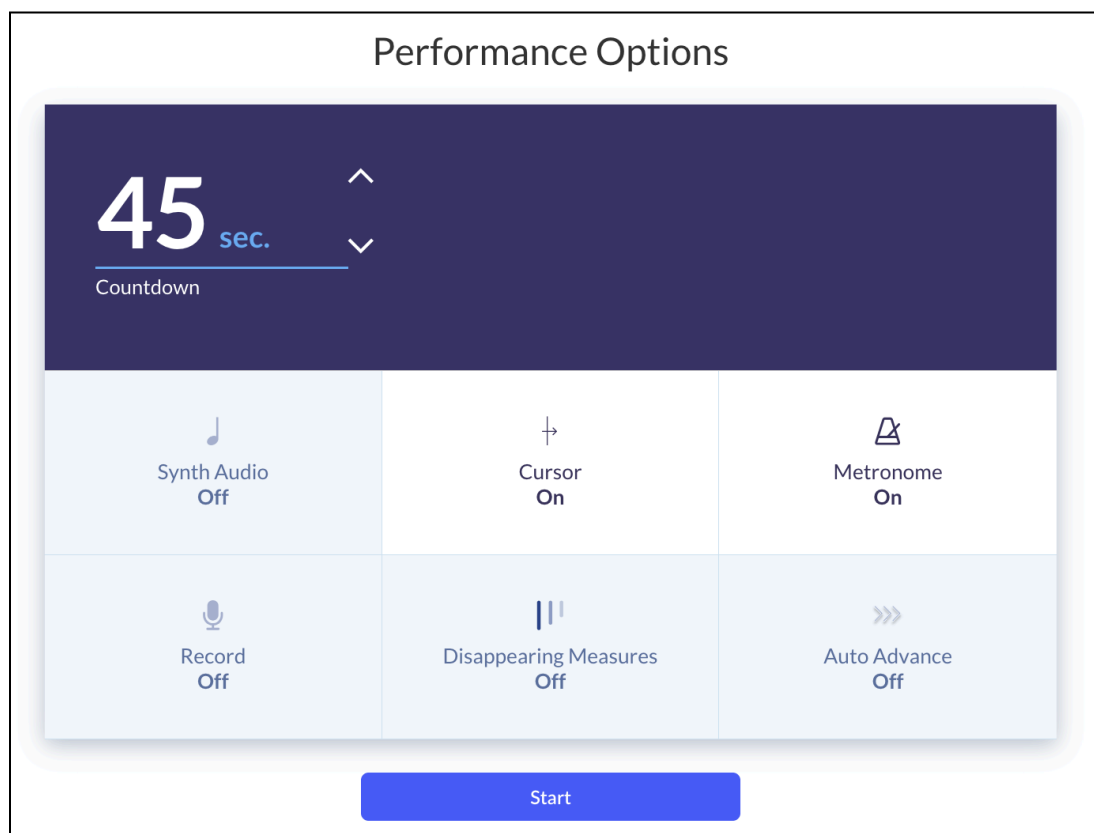 Performance Options
45 sec.
Countdown
Synth Audio
Off
Cursor
On
Metronome
On
Record
Off
Disappearing Measures
Off
Auto Advance
Off
Start